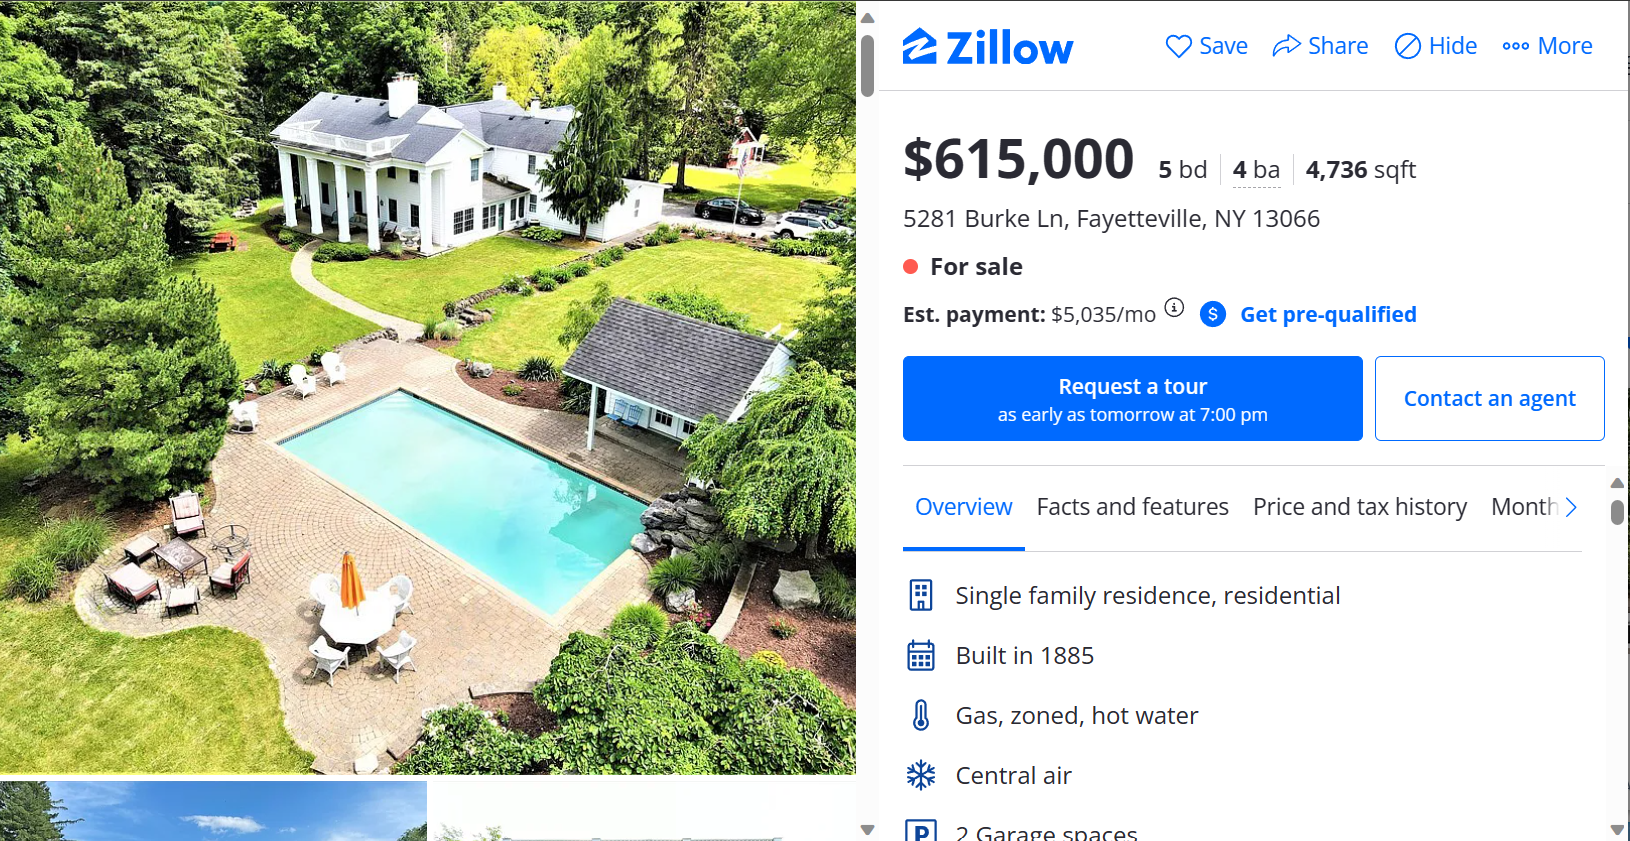 Zillow
Save Share Hide More
$615,000 5 bd 4 ba 4,736 sqft
5281 Burke Ln, Fayetteville, NY 13066
For sale
Est. payment: $5,035/mo Get pre-qualified
Request a tour
as early as tomorrow at 7:00 pm
Contact an agent
Overview Facts and features Price and tax history Month
Single family residence, residential
Built in 1885
Gas, zoned, hot water
Central air
P 2 Garage spaces